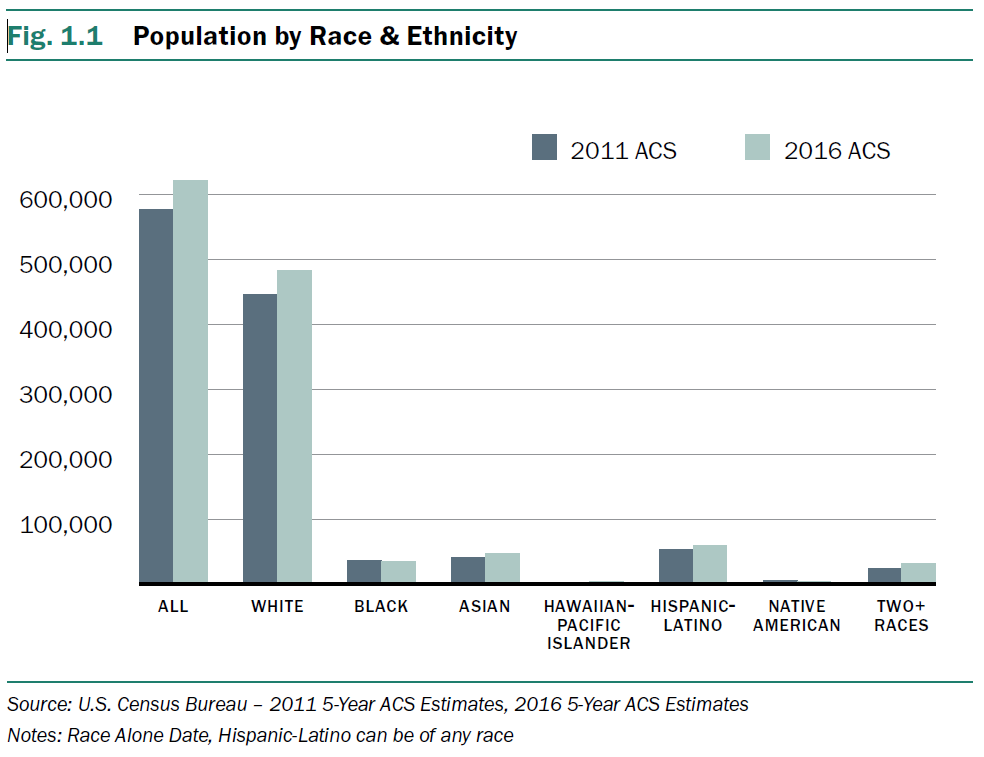 Fig. 1.1 Population by Race & Ethnicity
2011 ACS 2016 ACS
600,000
500,000
400,000
300,000
200,000
100,000
ALL WHITE BLACK ASIAN HAWAIIAN- HISPANIC- NATIVE TWO+
PACIFIC LATINO AMERICAN RACES
ISLANDER
Source: U.S. Census Bureau – 2011 5-Year ACS Estimates, 2016 5-Year ACS Estimates
Notes: Race Alone Date, Hispanic-Latino can be of any race